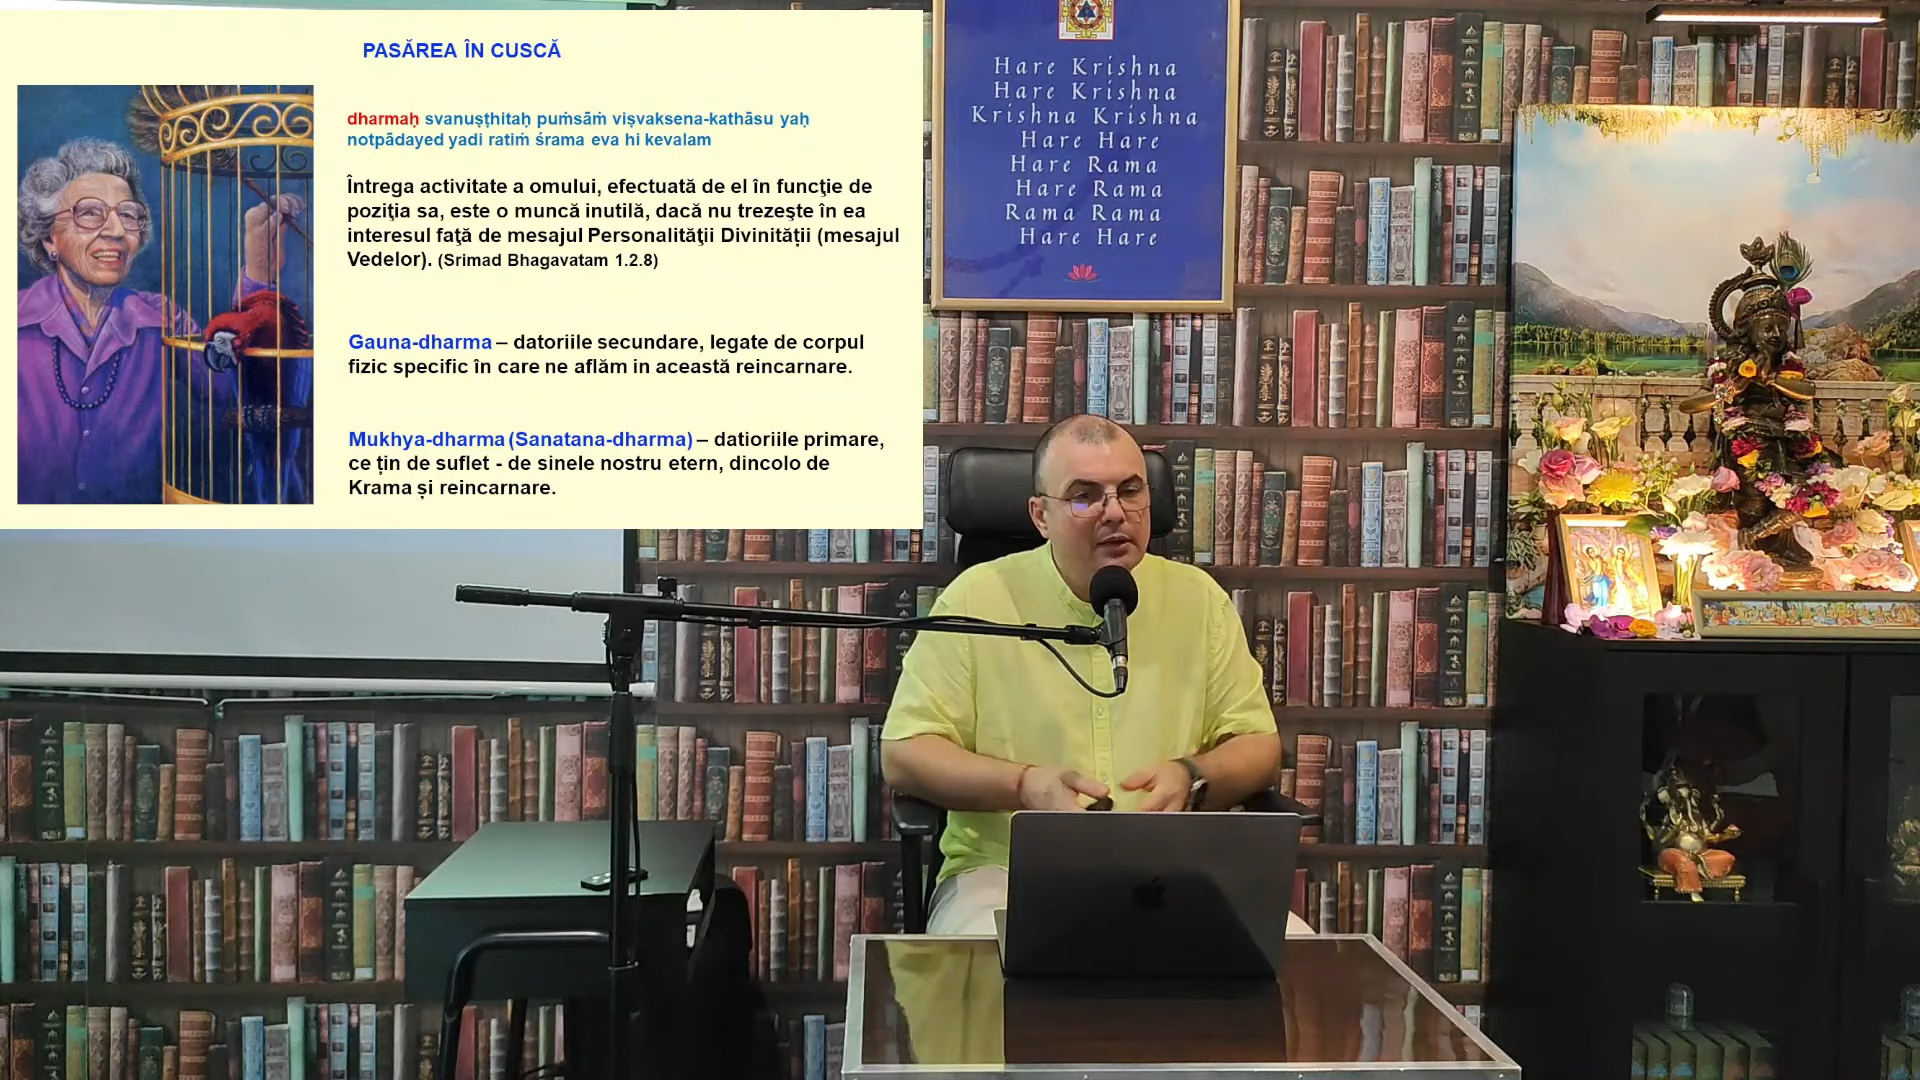 PASĂREA ÎN CUSCĂ
dharmaḥ svanuṣṭhitaḥ puṁsāṁ viṣvaksena-kathāsu yaḥ
notpādayed yadi ratiṁ śrama eva hi kevalam
Întrega activitate a omului, efectuată de el în funcţie de
poziţia sa, este o muncă inutilă, dacă nu trezeşte în ea
interesul faţă de mesajul Personalităţii Divinității (mesajul
Vedelor). (Srimad Bhagavatam 1.2.8)
Gauna-dharma – datoriile secundare, legate de corpul
fizic specific în care ne aflăm in această reincarnare.
Mukhya-dharma (Sanatana-dharma) – datioriile primare,
ce țin de suflet - de sinele nostru etern, dincolo de
Krama și reincarnare.
Hare Krishna
Hare Krishna
Krishna Krishna
Hare Hare
Hare Rama
Hare Rama
Rama Rama
Hare Hare